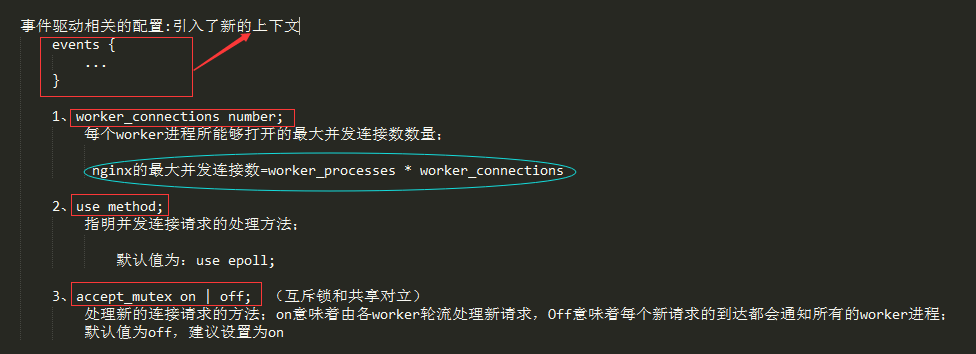 事件驱动相关的配置:引入了新的上下文
events {
...
}
1、worker_connections number;
每个worker进程所能够打开的最大并发连接数数量;
nginx的最大并发连接数=worker_processes * worker_connections
2、use method;
指明并发连接请求的处理方法;
默认值为: use epoll;
3、accept_mutex on | off; （互斥锁和共享对立）
处理新的连接请求的方法; on意味着由各worker轮流处理新请求，Off意味着每个新请求的到达都会通知所有的worker进程;
默认值为off，建议设置为on